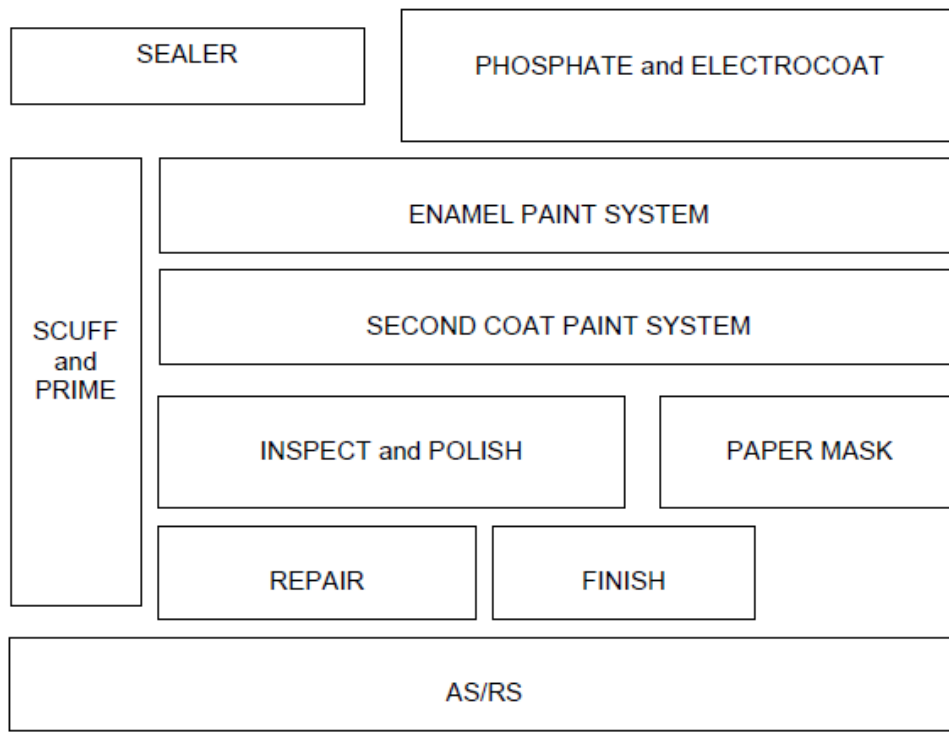 SEALER
PHOSPHATE and ELECTROCOAT
ENAMEL PAINT SYSTEM
SECOND COAT PAINT SYSTEM
SCUFF
and
PRIME
INSPECT and POLISH
PAPER MASK
REPAIR
FINISH
AS/RS